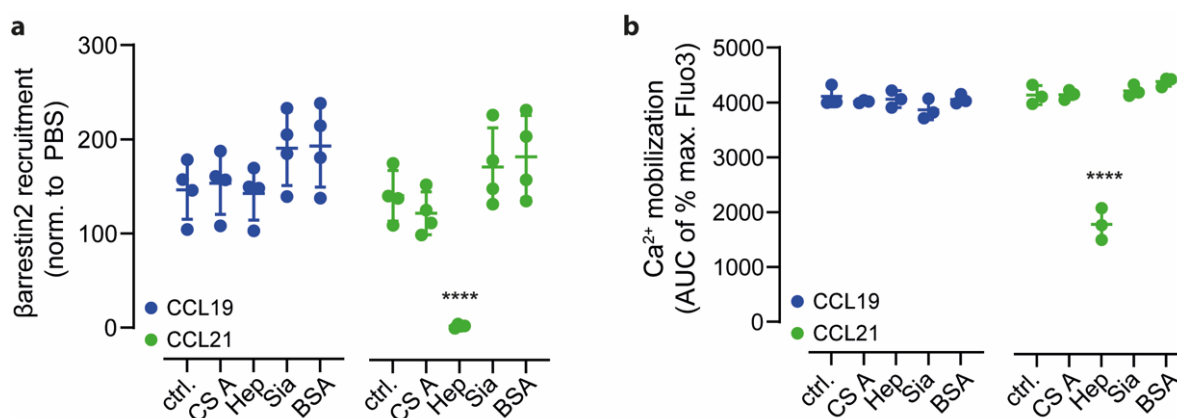 a
βarrestin2 recruitment
(norm. to PBS)
300
200
100
0
****
CCL19
CCL21
ctrl.
CS A
Hep
Sia
BSA
ctrl.
CS A
Hep
Sia
BSA
b
Ca²⁺ mobilization
(AUC of % max. Fluo3)
5000
4000
3000
2000
1000
0
****
CCL19
CCL21
ctrl.
CS A
Hep
Sia
BSA
ctrl.
CS A
Hep
Sia
BSA